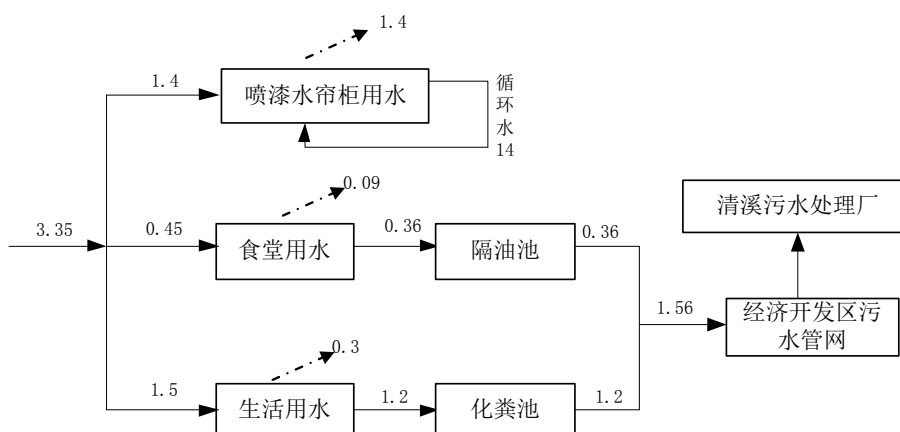 1.4
1.4
喷漆水帘柜用水
循
环
水
14
0.09
清溪污水处理厂
3.35
0.45
食堂用水
0.36
隔油池
0.36
1.56
经济开发区污
水管网
0.3
1.5
生活用水
1.2
化粪池
1.2